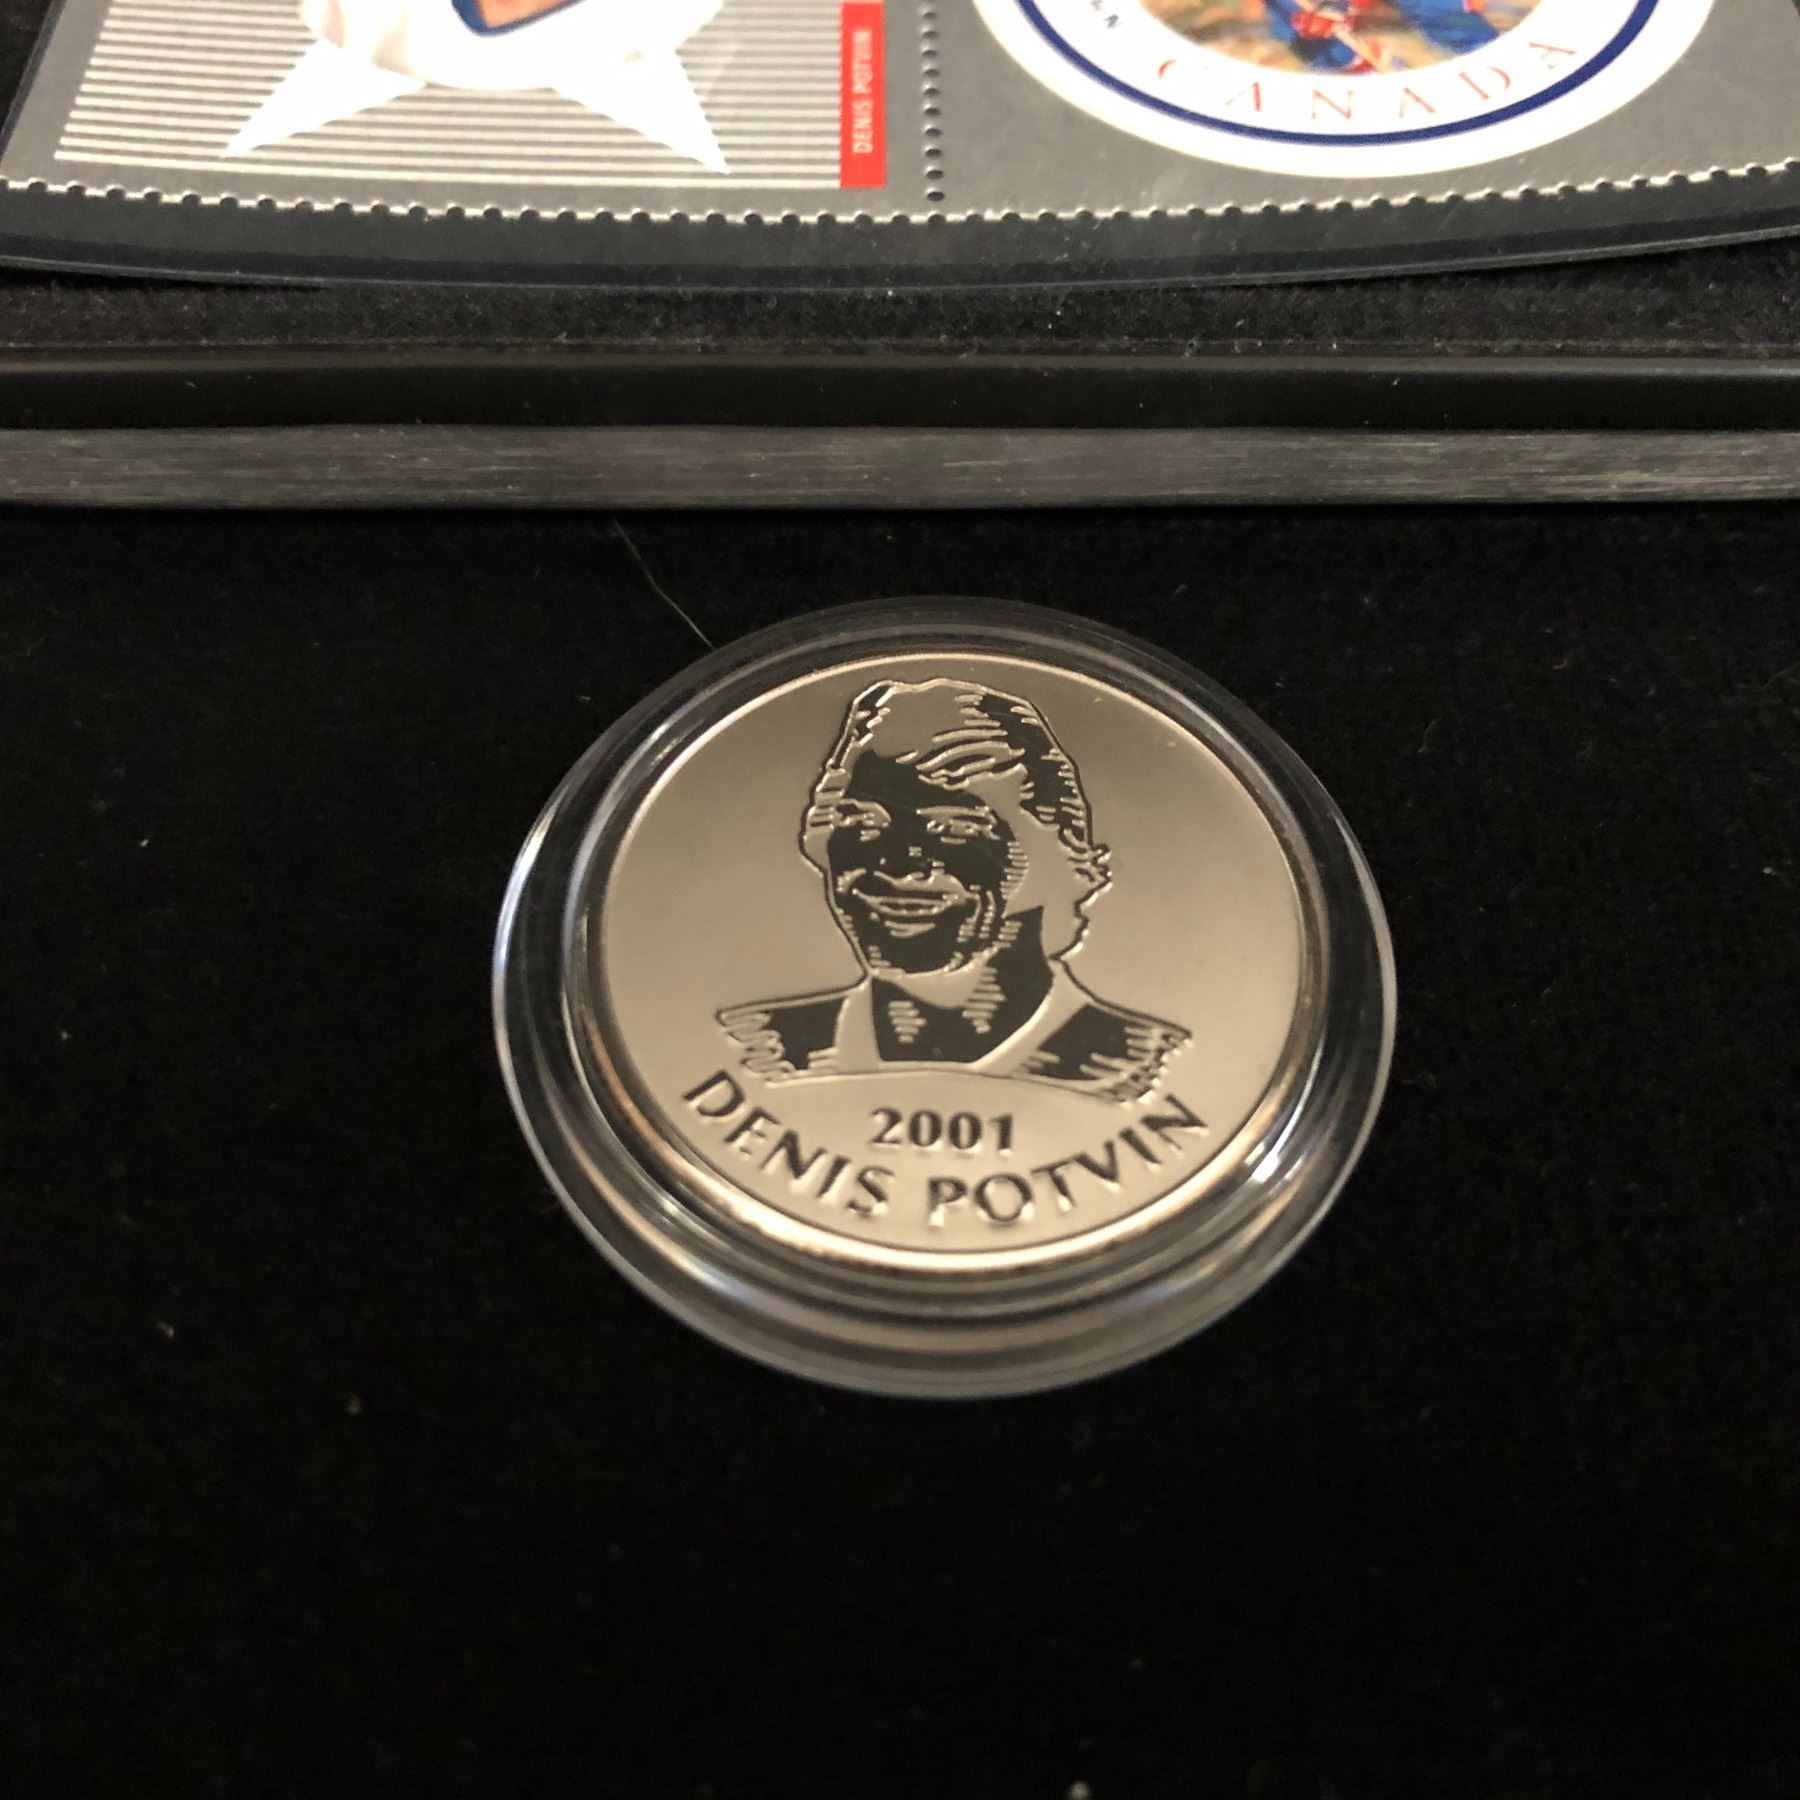 DENIS POTVIN
CANADA
2001
DENIS POTVIN